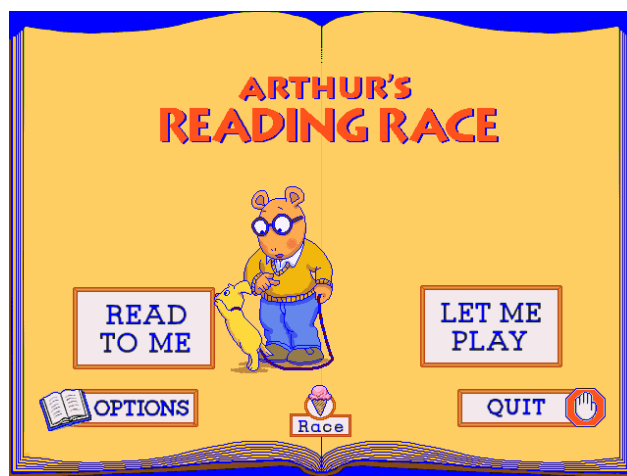 ARTHUR'S
READING RACE
READ
TO ME
LET ME
PLAY
OPTIONS
Race
QUIT